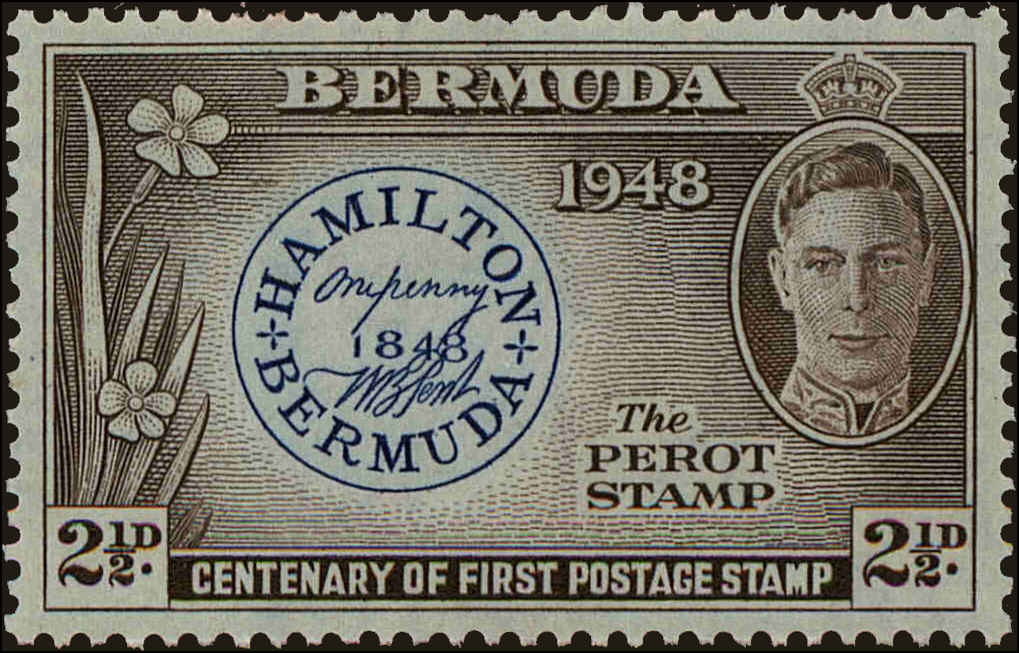 BERMUDA
1948
HAMILTON
One penny
1848
W B Perot
BERMUDA
The
PEROT
STAMP
2½D.
CENTENARY OF FIRST POSTAGE STAMP
2½D.